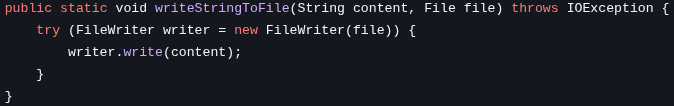 public static void writeStringToFile(String content, File file) throws IOException {
    try (FileWriter writer = new FileWriter(file)) {
        writer.write(content);
    }
}